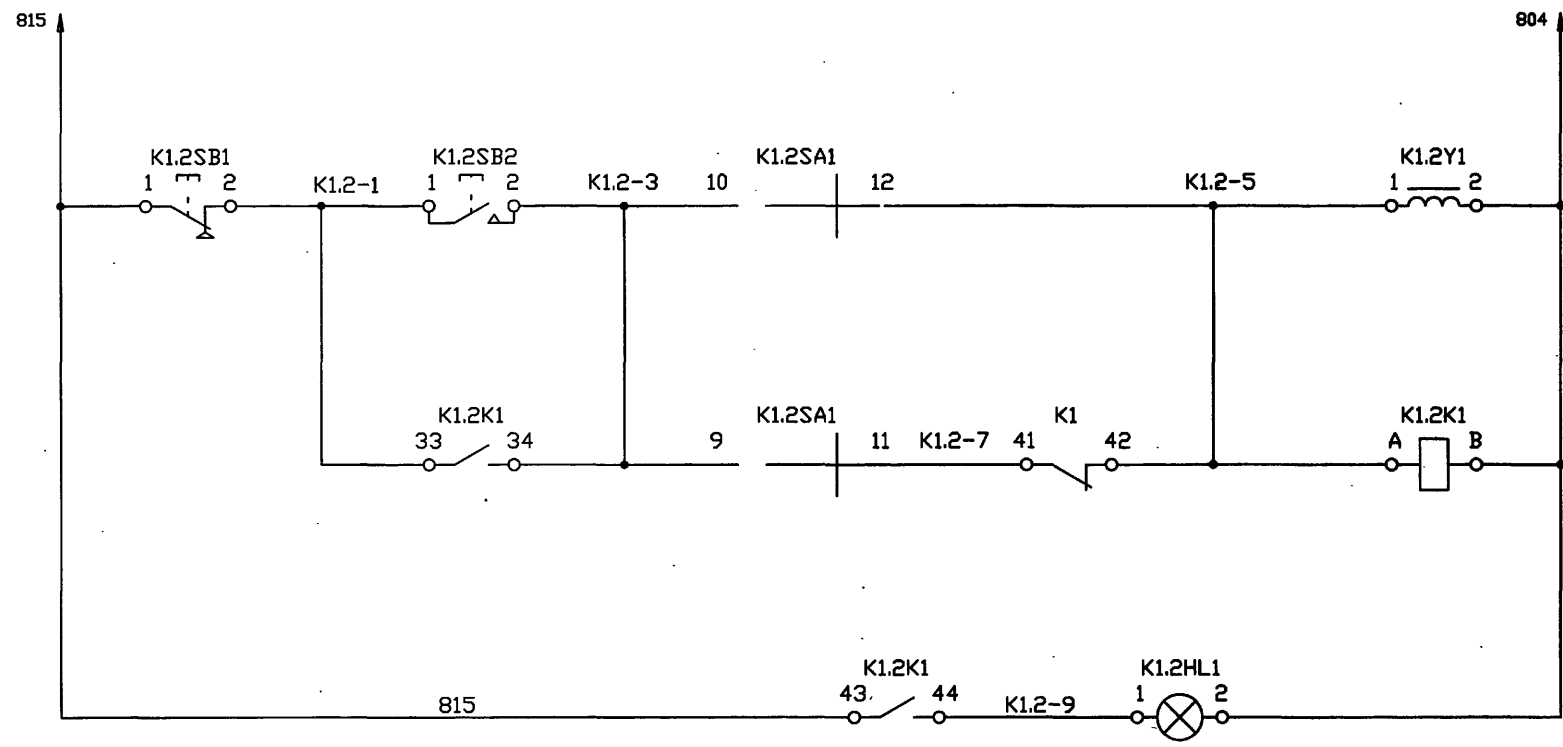 815 804
K1.2SB1 K1.2SB2 K1.2SA1 K1.2Y1
1 2 K1.2-1 1 2 K1.2-3 10 12 K1.2-5 1 2
K1.2K1 K1.2SA1 K1 K1.2K1
33 34 9 11 K1.2-7 41 42 A B
K1.2K1 K1.2HL1
815 43 44 K1.2-9 1 2